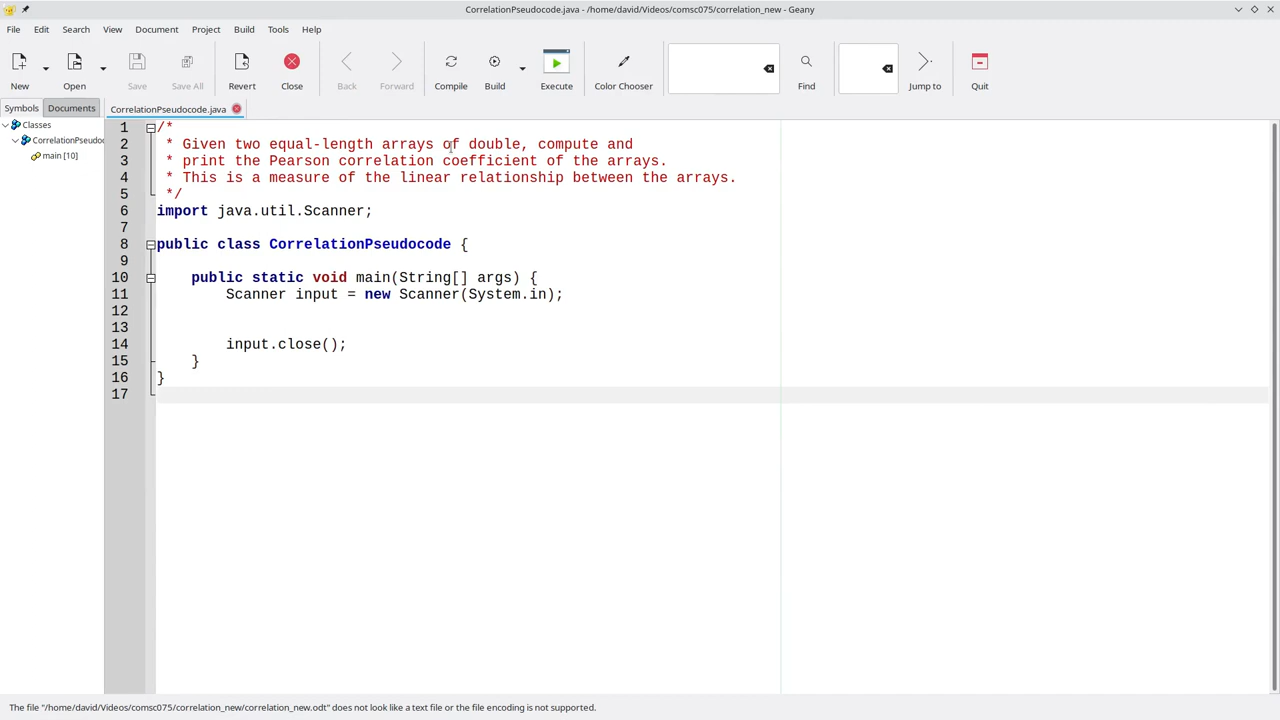 CorrelationPseudocode.java - /home/david/Videos/comsc075/correlation_new - Geany
File Edit Search View Document Project Build Tools Help
New Open Save Save All Revert Close Back Forward Compile Build Execute Color Chooser Find Jump to Quit
Symbols Documents CorrelationPseudocode.java
Classes
CorrelationPseudoc
main [10]
1 /*
2  * Given two equal-length arrays of double, compute and
3  * print the Pearson correlation coefficient of the arrays.
4  * This is a measure of the linear relationship between the arrays.
5  */
6 import java.util.Scanner;
7
8 public class CorrelationPseudocode {
9
10     public static void main(String[] args) {
11         Scanner input = new Scanner(System.in);
12
13
14         input.close();
15     }
16 }
17
The file "/home/david/Videos/comsc075/correlation_new/correlation_new.odt" does not look like a text file or the file encoding is not supported.